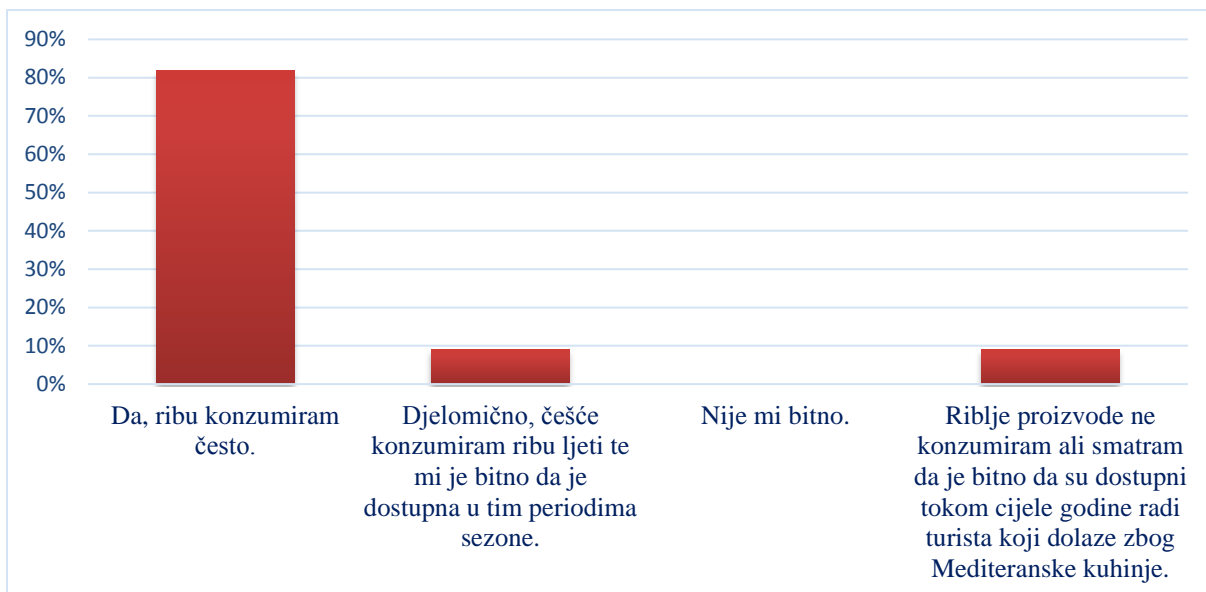 90%
80%
70%
60%
50%
40%
30%
20%
10%
0%
Da, ribu konzumiram
često.
Djelomično, češće
konzumiram ribu ljeti te
mi je bitno da je
dostupna u tim periodima
sezone.
Nije mi bitno.
Riblje proizvode ne
konzumiram ali smatram
da je bitno da su dostupni
tokom cijele godine radi
turista koji dolaze zbog
Mediteranske kuhinje.